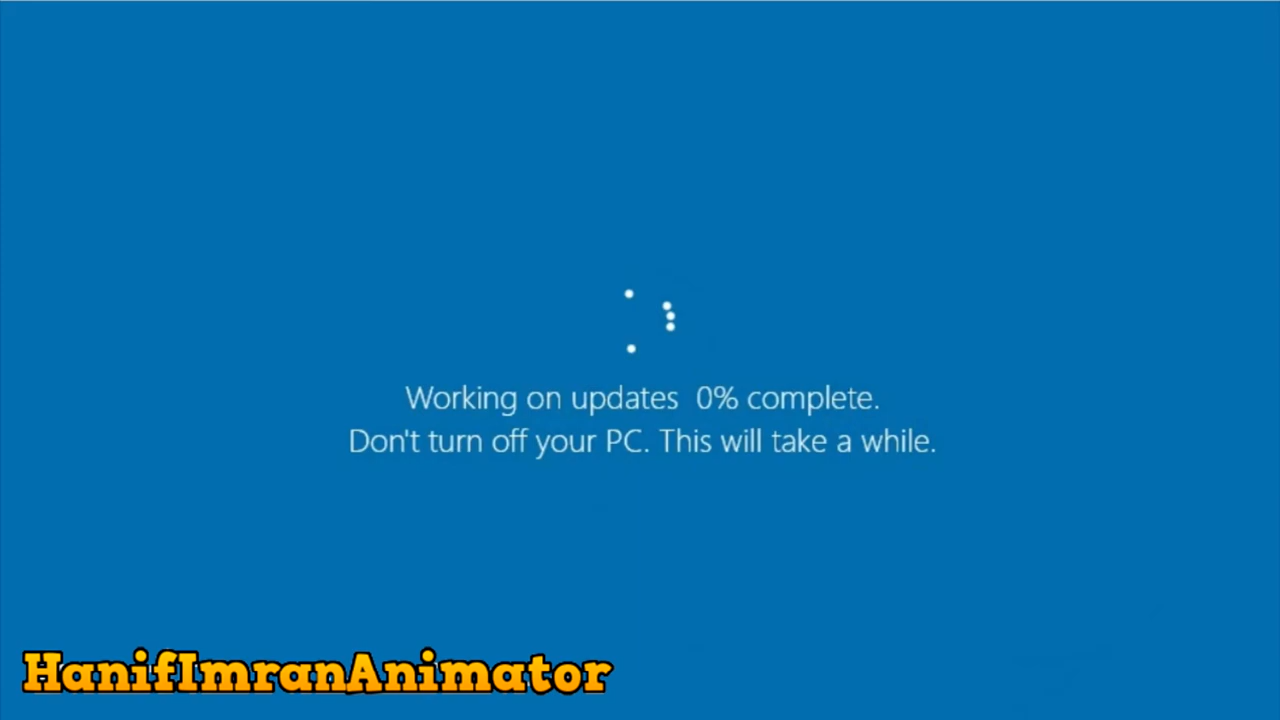 Working on updates 0% complete.
Don't turn off your PC. This will take a while.
HanifImranAnimator